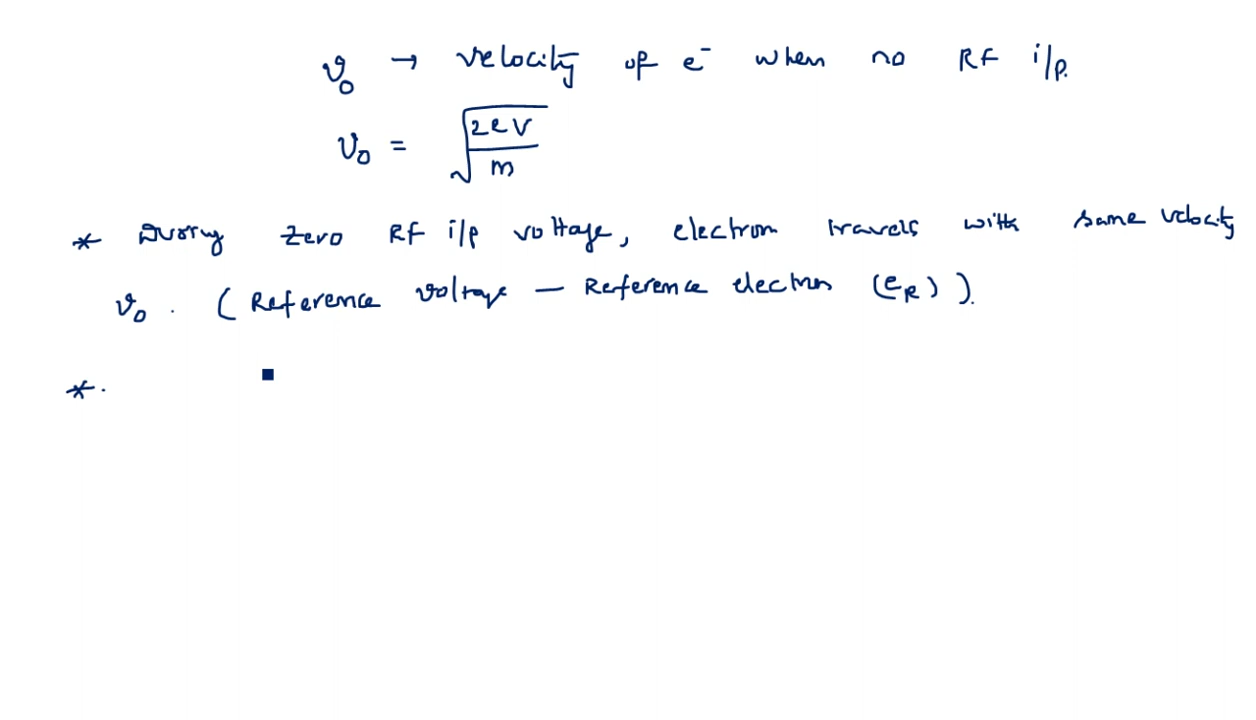 v₀ → velocity of e⁻ when no RF i/p.
v₀ = √(2eV/m)
* During zero RF i/p voltage, electron travels with same velocity
v₀. (Reference voltage — Reference electron (eR)).
*.